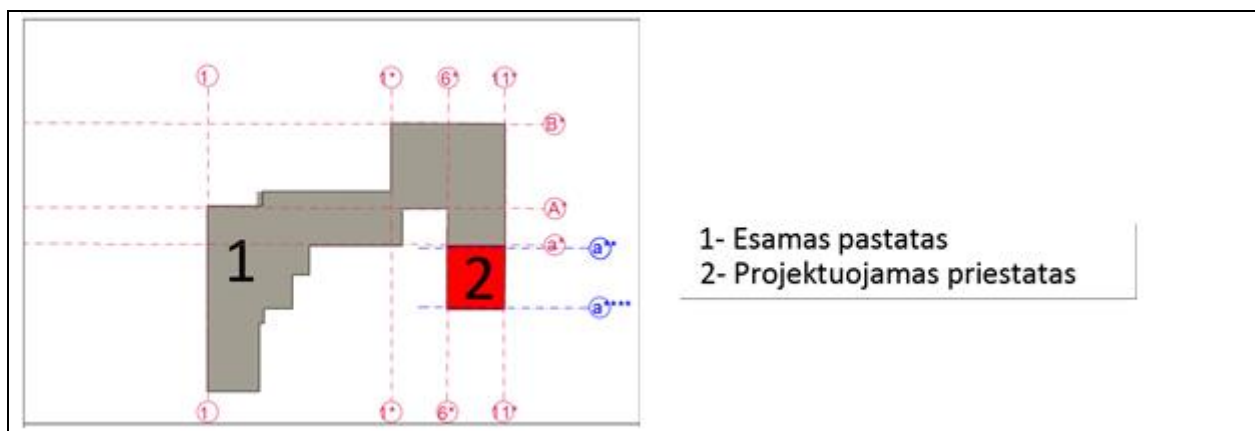 1 1* 6* 11*
B*
A*
a* a**
1 2
a****
1 1* 6* 11*
1- Esamas pastatas
2- Projektuojamas priestatas